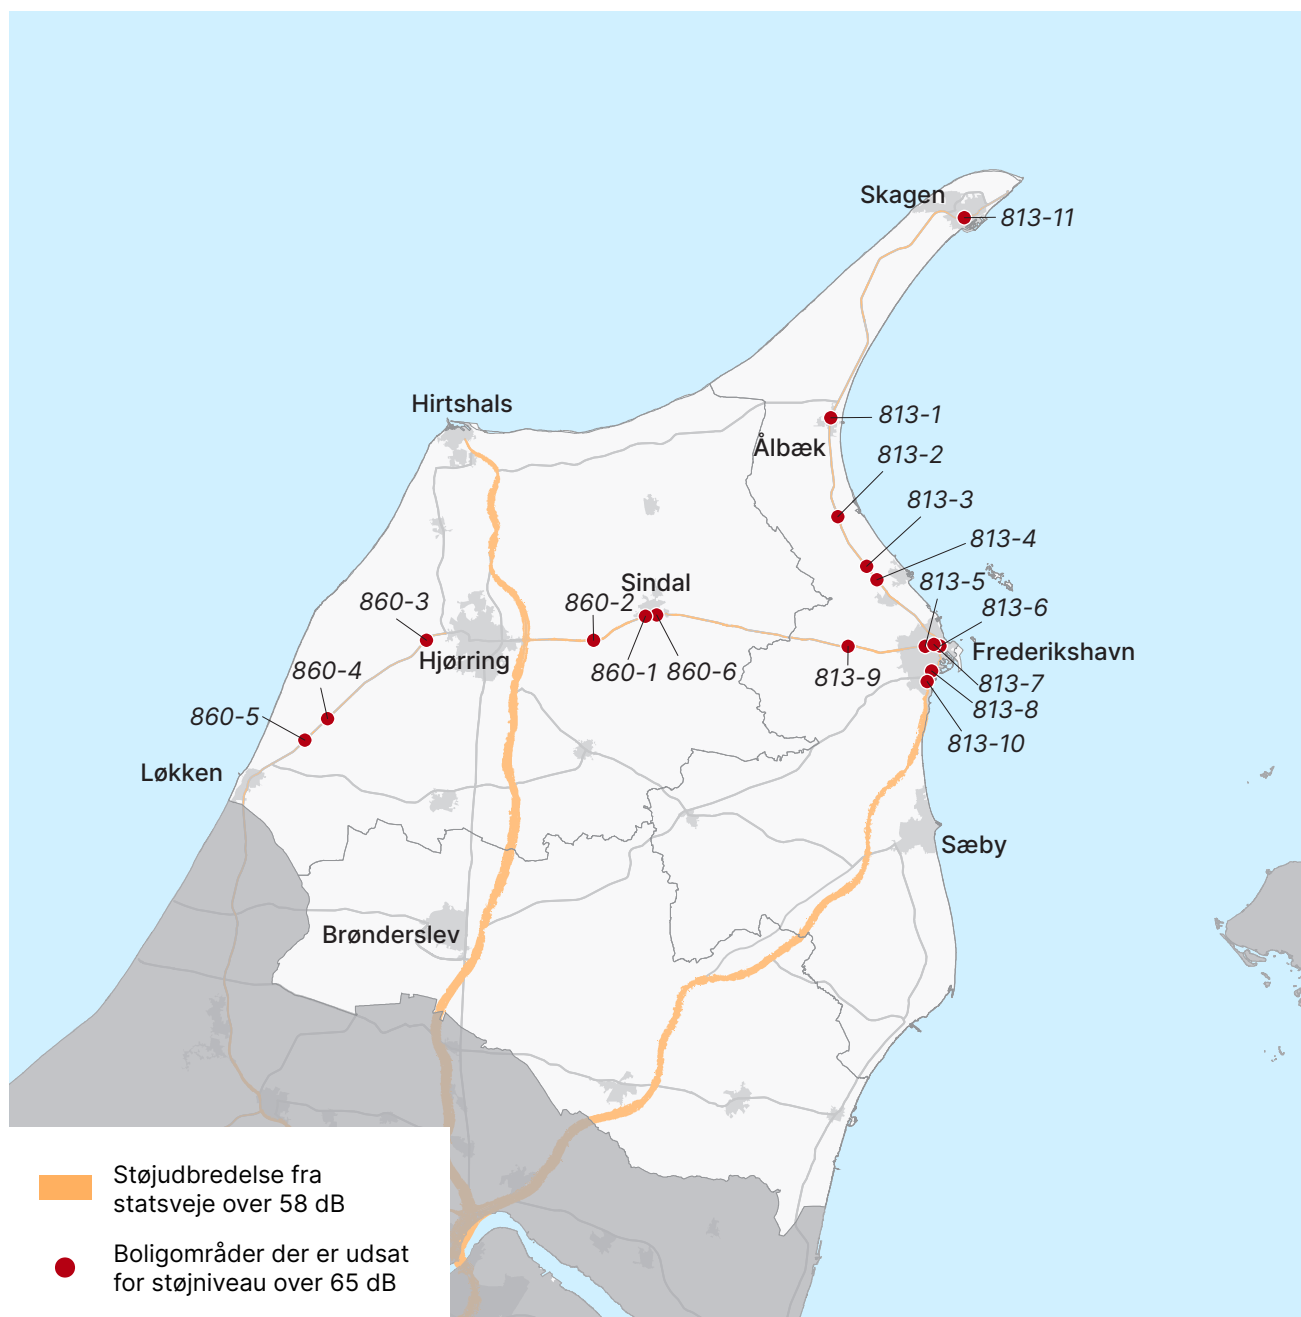 Skagen
813-11
Hirtshals
813-1
Ålbæk
813-2
813-3
813-4
Sindal
813-5
860-3
860-2
813-6
Hjørring
Frederikshavn
860-4
860-1
860-6
813-9
813-7
860-5
813-8
813-10
Løkken
Sæby
Brønderslev
Støjudbredelse fra
statsveje over 58 dB
Boligområder der er udsat
for støjniveau over 65 dB